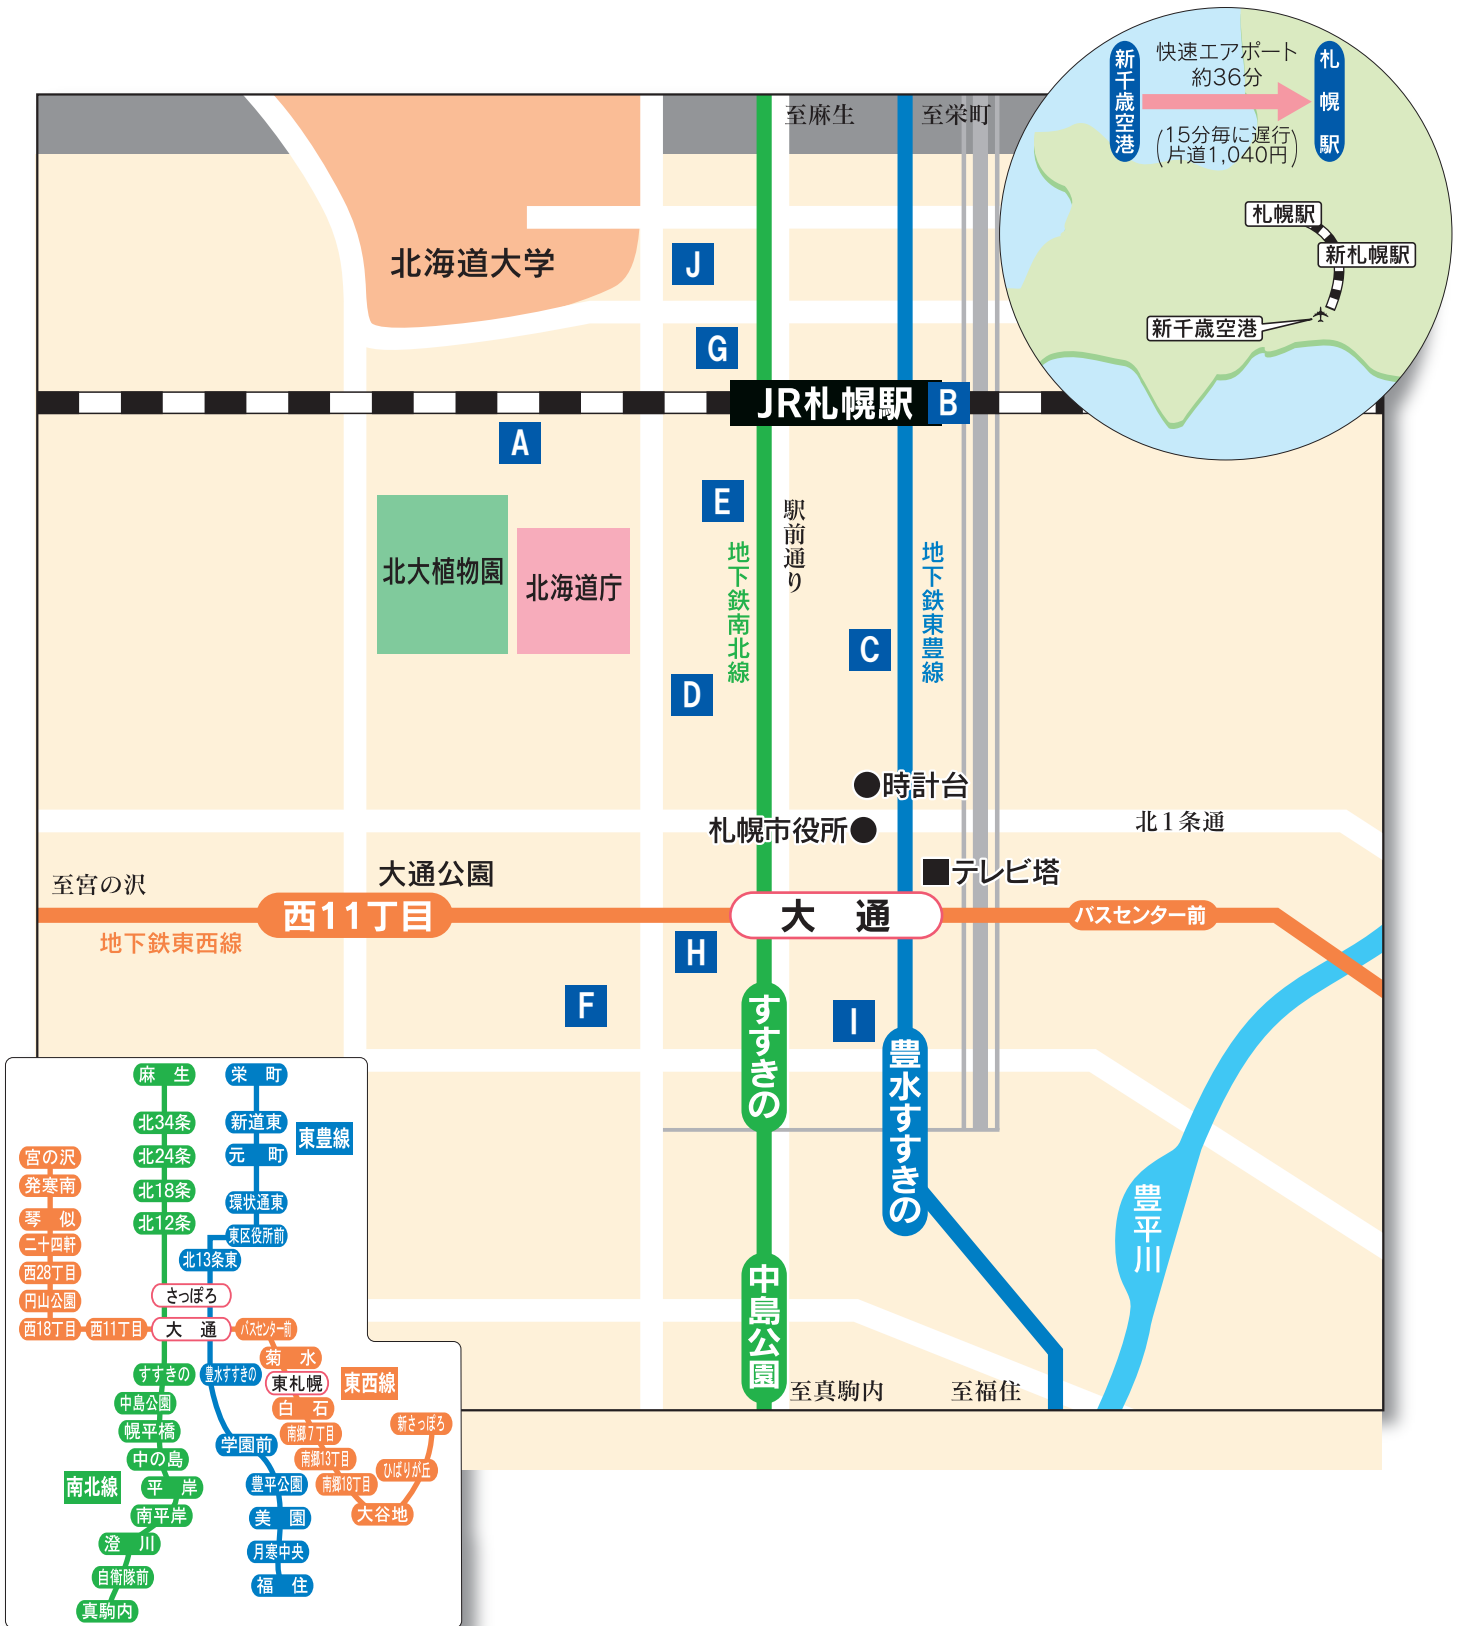 新千歳空港
快速エアポート
約36分
(15分毎に遅行
片道1,040円)
札幌駅
札幌駅
新札幌駅
新千歳空港
至麻生
至栄町
北海道大学
J
G
JR札幌駅
B
A
E
駅前通り
地下鉄南北線
地下鉄東豊線
北大植物園
北海道庁
C
D
時計台
札幌市役所
北1条通
テレビ塔
大通公園
至宮の沢
西11丁目
大通
バスセンター前
地下鉄東西線
H
F
I
すすきの
豊水すすきの
豊平川
中島公園
至真駒内
至福住
麻生
北34条
北24条
北18条
北12条
栄町
新道東
元町
環状通東
東区役所前
北13条東
東豊線
宮の沢
発寒南
琴似
二十四軒
西28丁目
円山公園
西18丁目
西11丁目
さっぽろ
大通
バスセンター前
菊水
東札幌
白石
南郷7丁目
南郷13丁目
南郷18丁目
大谷地
ひばりが丘
新さっぽろ
東西線
すすきの
中島公園
幌平橋
中の島
平岸
南平岸
澄川
自衛隊前
真駒内
南北線
豊水すすきの
学園前
豊平公園
美園
月寒中央
福住